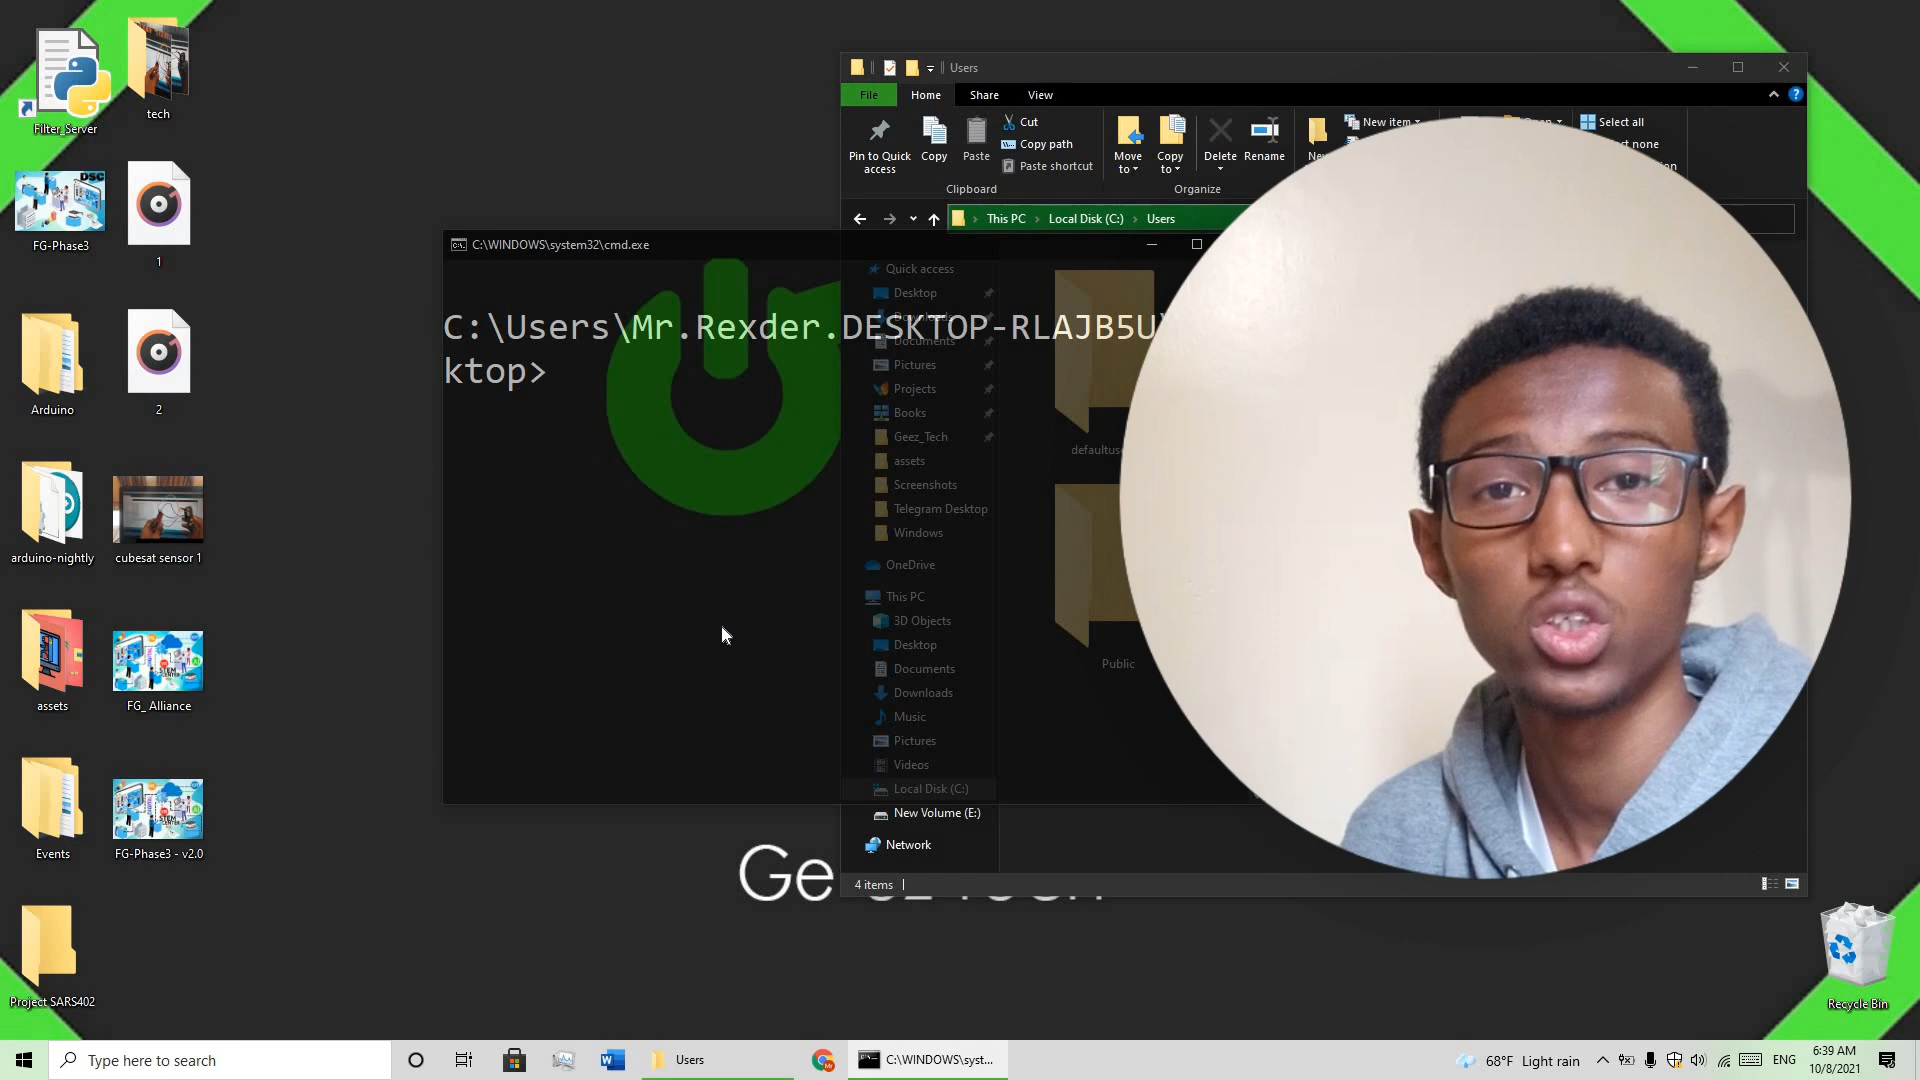 Filter_Server
tech
FG-Phase3
DSC
1
Arduino
2
arduino-nightly
cubesat sensor 1
assets
FG_ Alliance
Events
FG-Phase3 - v2.0
Project SARS402
Recycle Bin
Users
File
Home
Share
View
Pin to Quick access
Copy
Paste
Cut
Copy path
Paste shortcut
Clipboard
Move to
Copy to
Delete
Rename
Organize
New item
Select all
This PC
Local Disk (C:)
Users
C:\WINDOWS\system32\cmd.exe
C:\Users\Mr.Rexder.DESKTOP-RLAJB5U
ktop>
Quick access
Desktop
Downloads
Documents
Pictures
Projects
Books
Geez_Tech
assets
Screenshots
Telegram Desktop
Windows
OneDrive
This PC
3D Objects
Desktop
Documents
Downloads
Music
Pictures
Videos
Local Disk (C:)
New Volume (E:)
Network
Public
4 items
Type here to search
Users
C:\WINDOWS\syst...
68°F Light rain
ENG
6:39 AM
10/8/2021